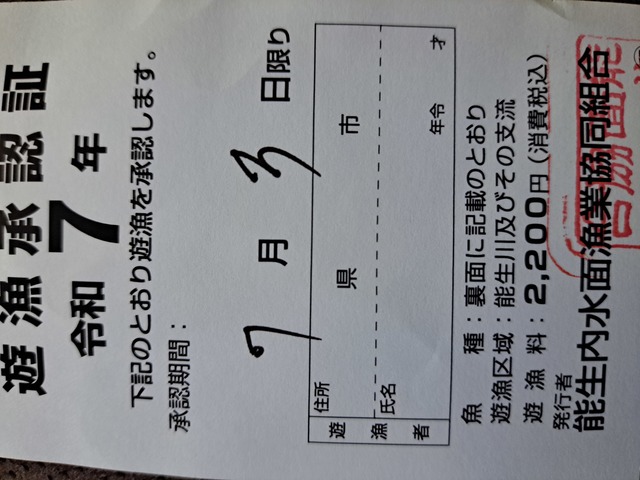 遊漁承認証
令和7年
下記のとおり遊漁を承認します。
承認期間：
7月3日限り
遊漁者
住所 県 市
氏名 年令 才
魚種：裏面に記載のとおり
遊漁区域：能生川及びその支流
遊漁料：2,200円（消費税込）
発行者
能生内水面漁業協同組合